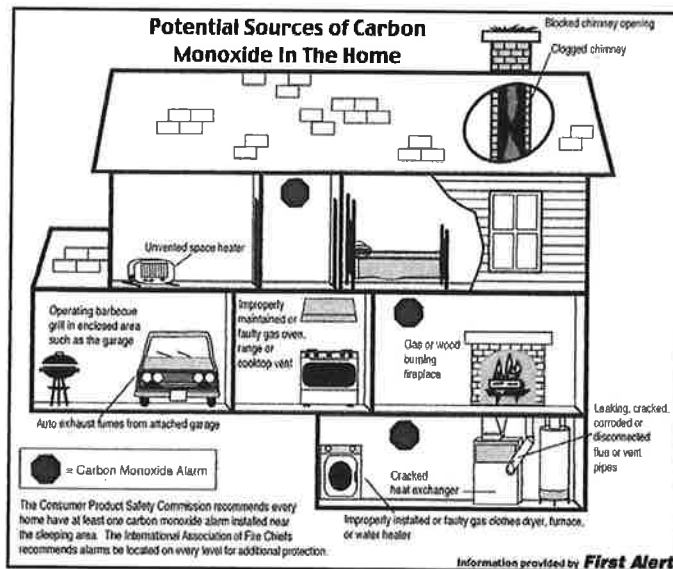 Potential Sources of Carbon
Monoxide In The Home
Blocked chimney opening
Clogged chimney
Unvented space heater
Operating barbecue
grill in enclosed area
such as the garage
Improperly
maintained or
faulty gas oven,
range or
cooktop vent
Gas or wood
burning
fireplace
Auto exhaust fumes from attached garage
Leaking, cracked,
corroded or
disconnected
flue or vent
pipes
= Carbon Monoxide Alarm
Cracked
heat exchanger
Improperly installed or faulty gas clothes dryer, furnace,
or water heater
The Consumer Product Safety Commission recommends every
home have at least one carbon monoxide alarm installed near
the sleeping area. The International Association of Fire Chiefs
recommends alarms be located on every level for additional protection.
Information provided by First Alert